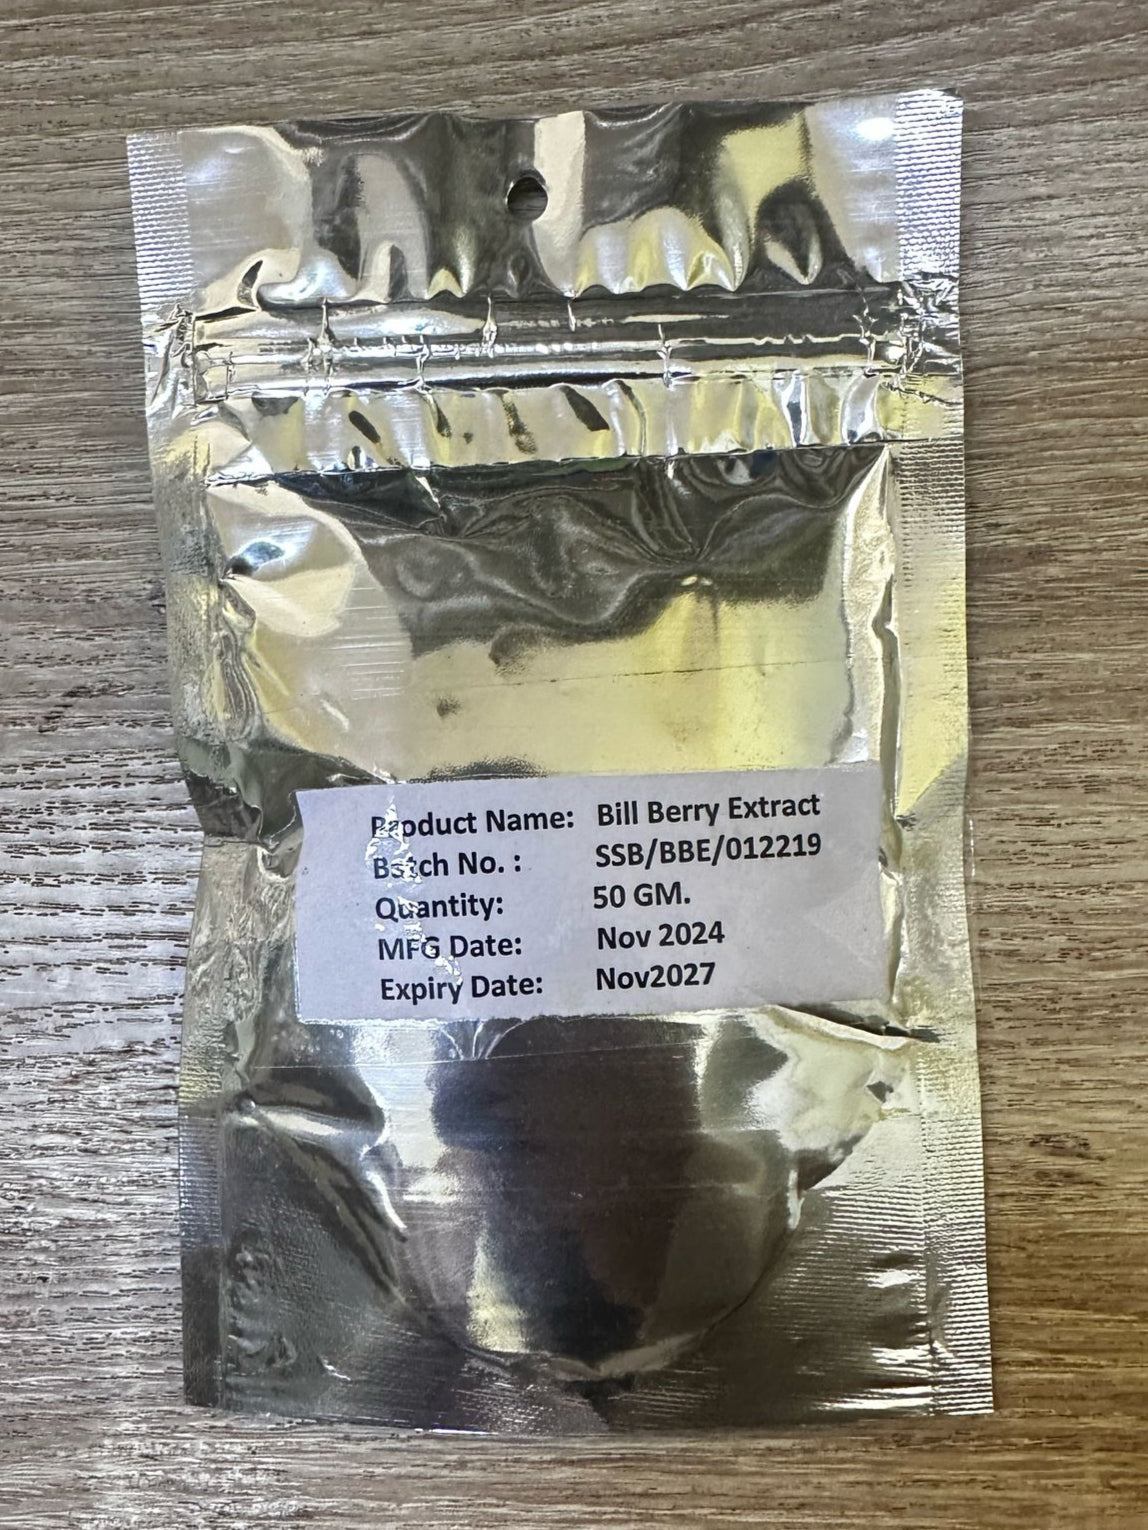 Product Name: Bill Berry Extract
Batch No. : SSB/BBE/012219
Quantity: 50 GM.
MFG Date: Nov 2024
Expiry Date: Nov2027